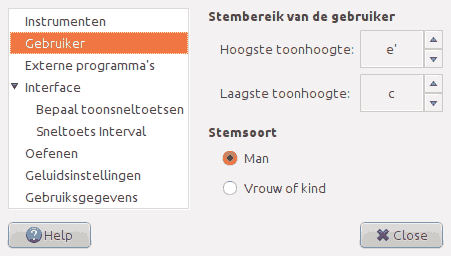 Instrumenten
Gebruiker
Externe programma's
Interface
Bepaal toonsneltoetsen
Sneltoets Interval
Oefenen
Geluidsinstellingen
Gebruiksgegevens
Stembereik van de gebruiker
Hoogste toonhoogte: e'
Laagste toonhoogte: c
Stemsoort
Man
Vrouw of kind
Help
Close